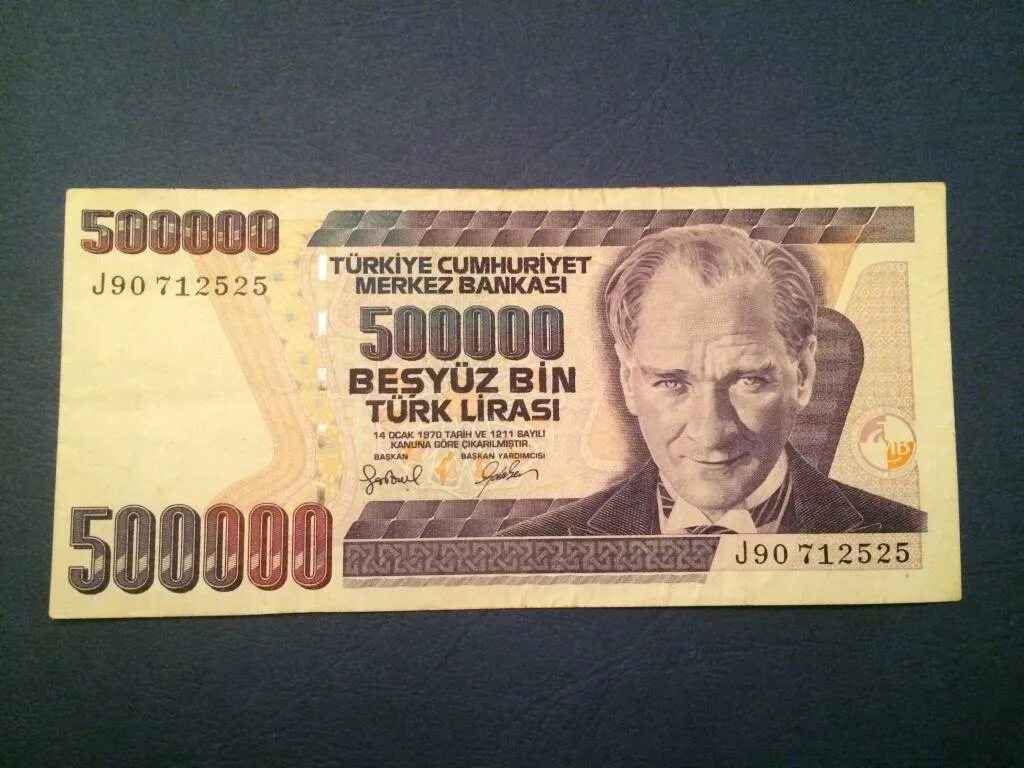 500000
J90 712525
TÜRKİYE CUMHURİYET
MERKEZ BANKASI
500000
BEŞYÜZ BİN
TÜRK LİRASI
14 OCAK 1970 TARİH VE 1211 SAYILI
KANUNA GÖRE ÇIKARILMIŞTIR.
BAŞKAN BAŞKAN YARDIMCISI
500000
J90 712525